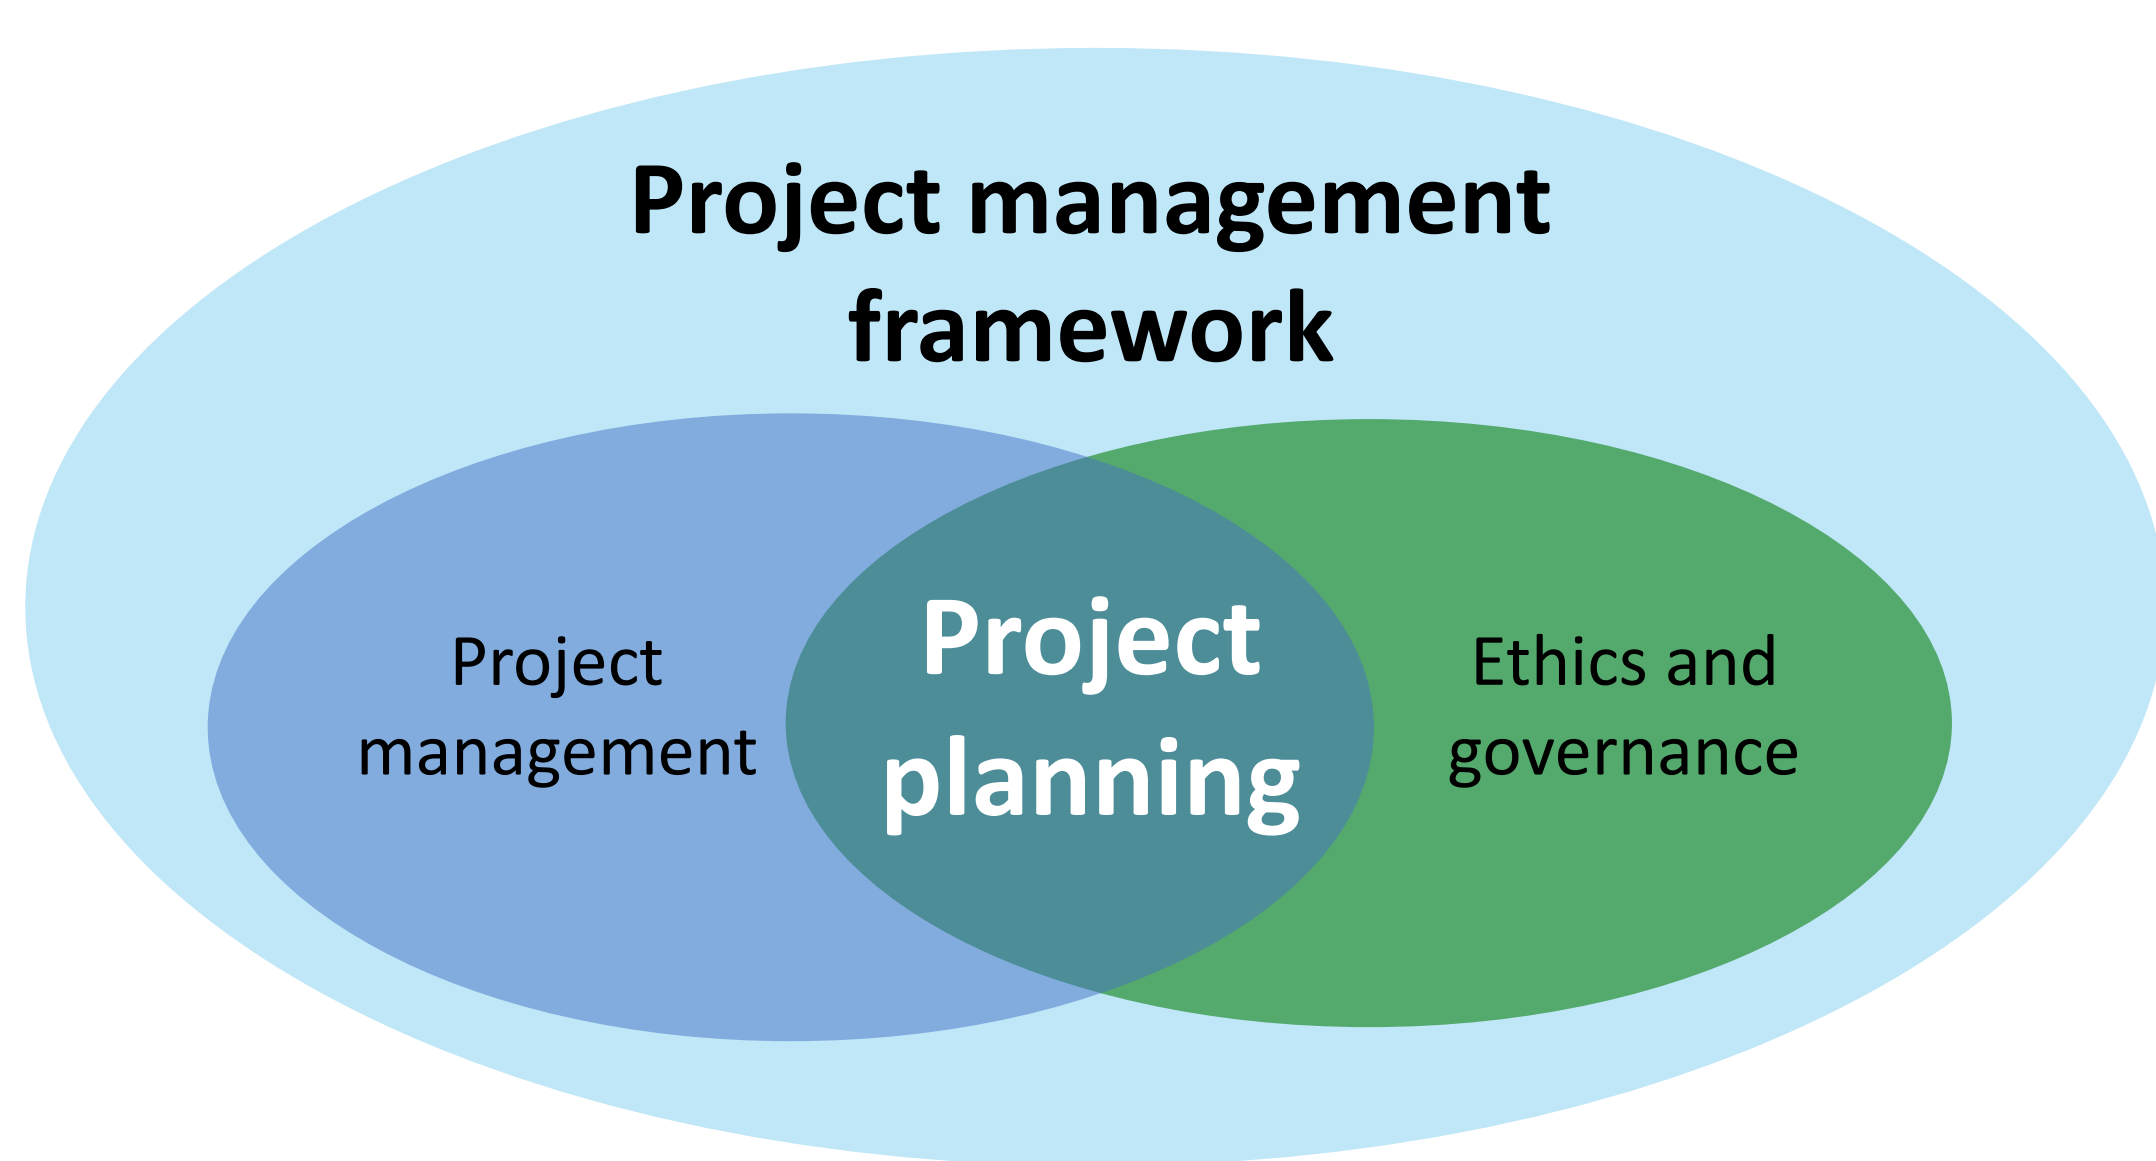 Project management
framework
Project
management
Project
planning
Ethics and
governance